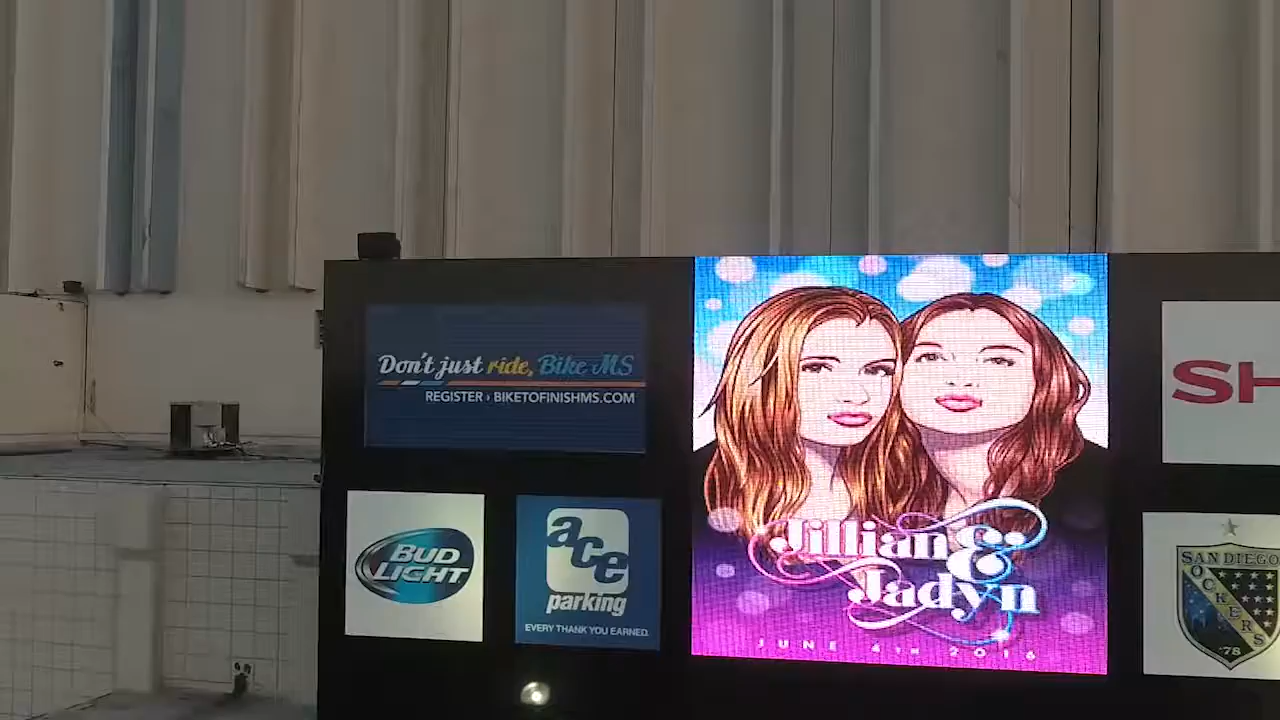 Don't just ride, Bike MS
REGISTER › BIKETOFINISHMS.COM
BUD
LIGHT
ace
parking
EVERY THANK YOU EARNED.
Jillian &
Jadyn
JUNE 4TH 2016
SH
SAN DIEGO
SOCKERS
'78